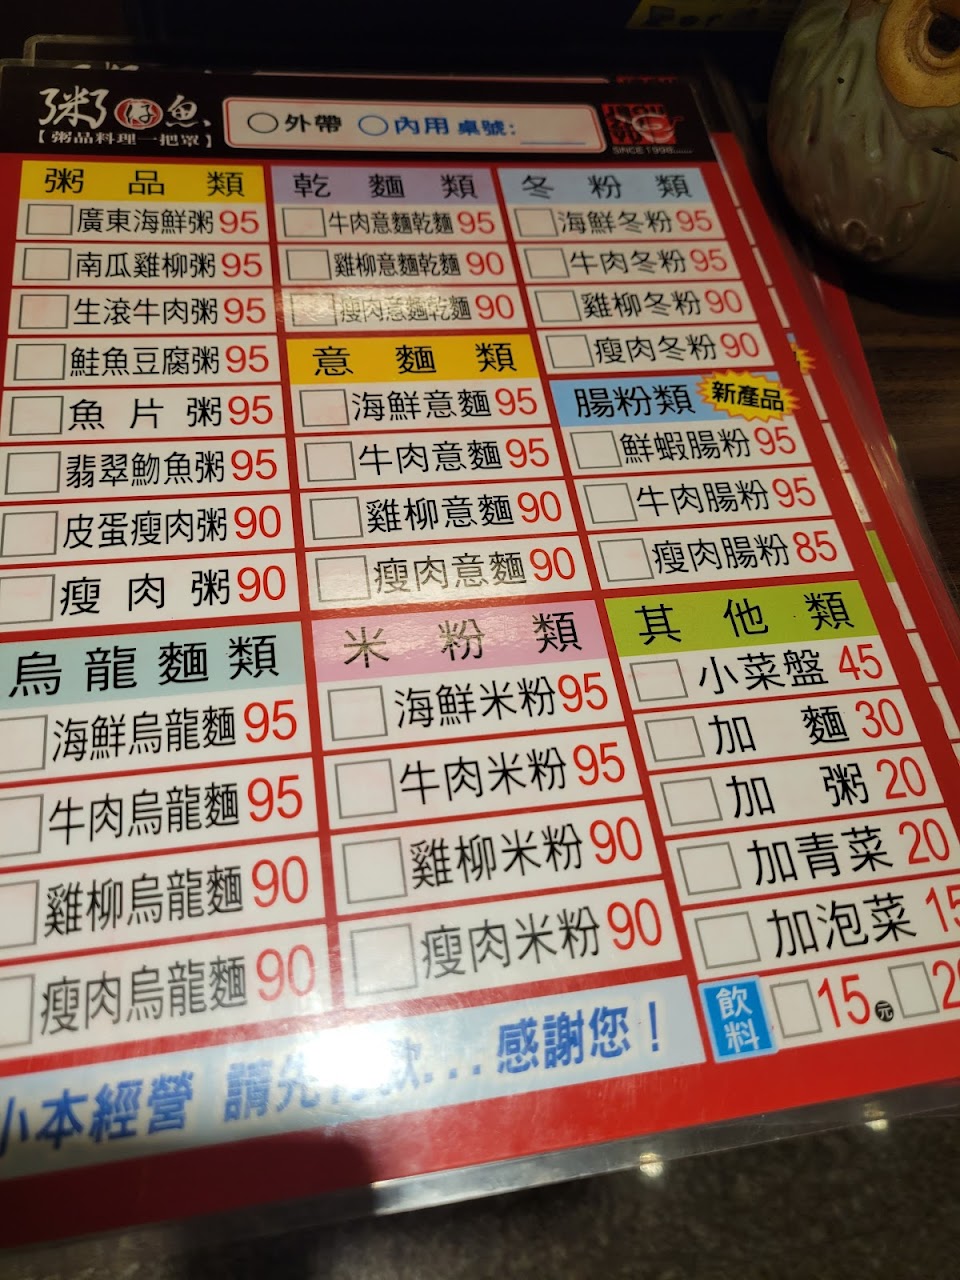 粥仔魚
【粥品料理一把罩】
外帶 內用 桌號:
SINCE 1998
粥品類
廣東海鮮粥 95
南瓜雞柳粥 95
生滾牛肉粥 95
鮭魚豆腐粥 95
魚片粥 95
翡翠魩魚粥 95
皮蛋瘦肉粥 90
瘦肉粥 90
烏龍麵類
海鮮烏龍麵 95
牛肉烏龍麵 95
雞柳烏龍麵 90
瘦肉烏龍麵 90
乾麵類
牛肉意麵乾麵 95
雞柳意麵乾麵 90
瘦肉意麵乾麵 90
意麵類
海鮮意麵 95
牛肉意麵 95
雞柳意麵 90
瘦肉意麵 90
米粉類
海鮮米粉 95
牛肉米粉 95
雞柳米粉 90
瘦肉米粉 90
冬粉類
海鮮冬粉 95
牛肉冬粉 95
雞柳冬粉 90
瘦肉冬粉 90
腸粉類 新產品
鮮蝦腸粉 95
牛肉腸粉 95
瘦肉腸粉 85
其他類
小菜盤 45
加麵 30
加粥 20
加青菜 20
加泡菜 15
飲料 15元
小本經營 請先付款...感謝您！